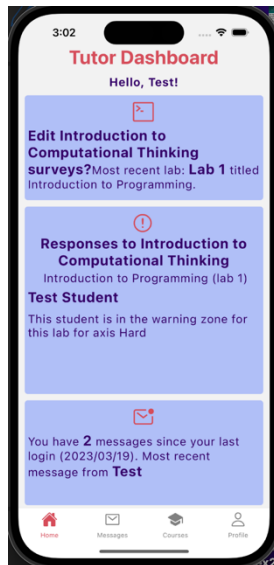 3:02
Tutor Dashboard
Hello, Test!
Edit Introduction to
Computational Thinking
surveys?Most recent lab: Lab 1 titled
Introduction to Programming.
Responses to Introduction to
Computational Thinking
Introduction to Programming (lab 1)
Test Student
This student is in the warning zone for
this lab for axis Hard
You have 2 messages since your last
login (2023/03/19). Most recent
message from Test
Home Messages Courses Profile